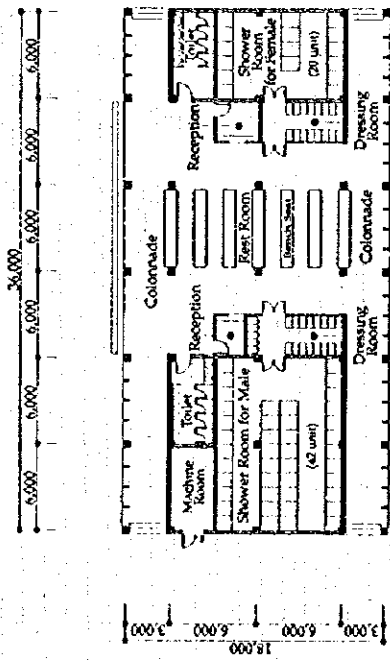 36,000
6,000 6,000 6,000 6,000 6,000 6,000
3,000
6,000
6,000
3,000
18,000
Colonnade
Machine
Room
Toilet
Reception
Reception
Toilet
Shower Room for Male
(42 unit)
Rest Room
Bench Seat
Shower
Room
for Female
(20 unit)
Dressing
Room
Colonnade
Dressing
Room